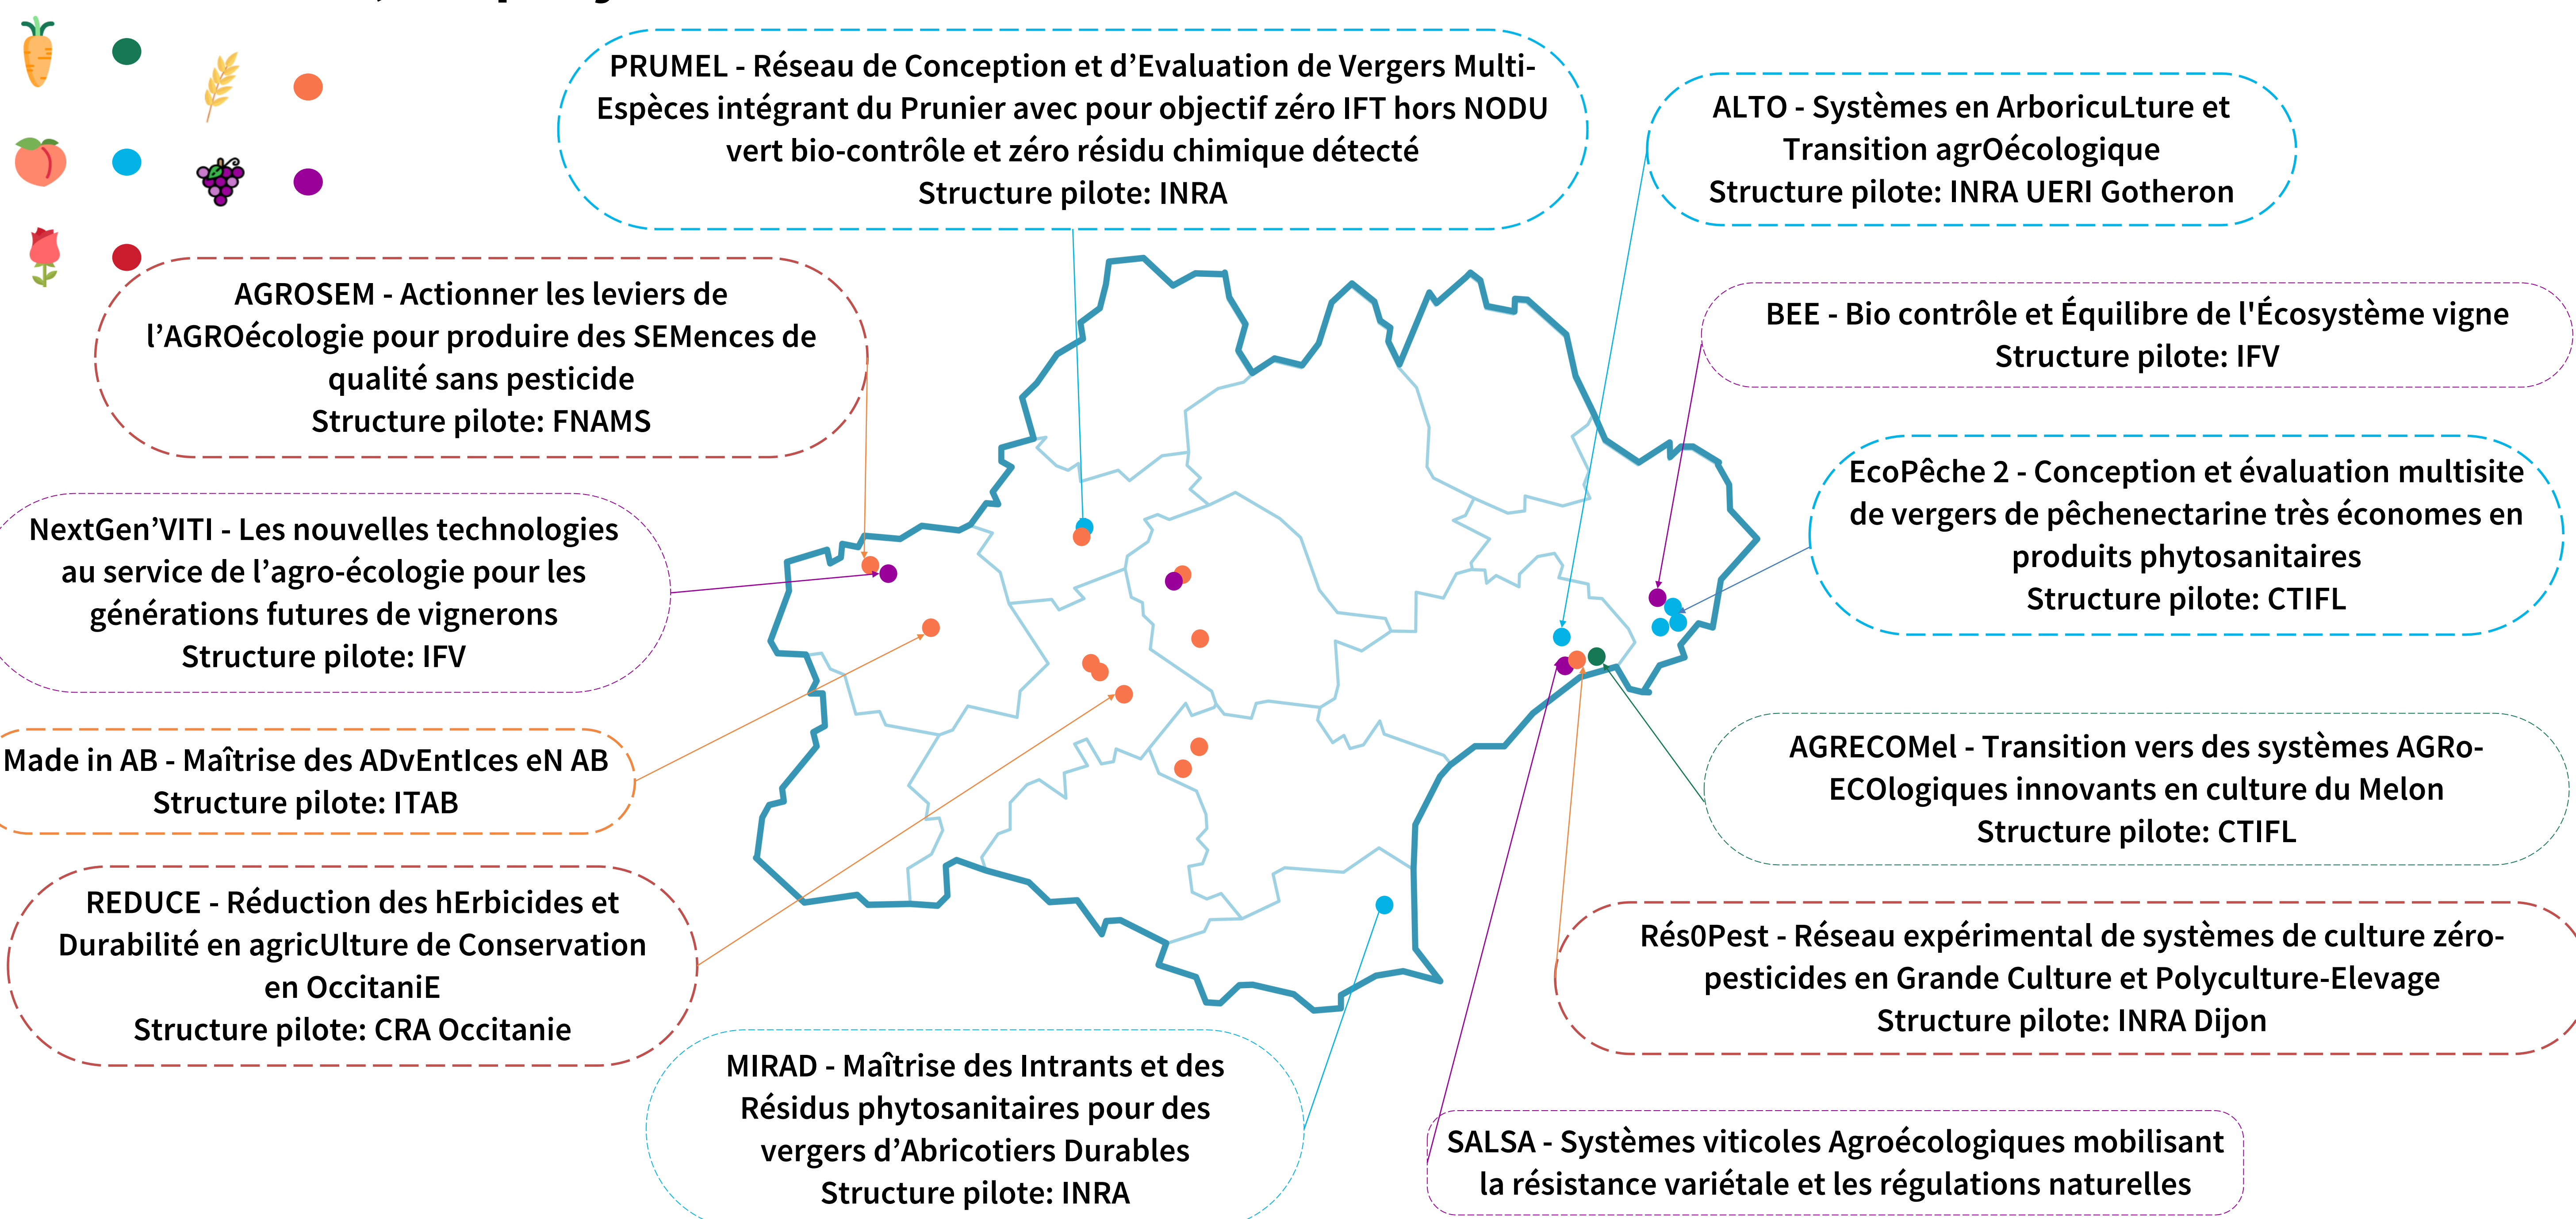 PRUMEL - Réseau de Conception et d’Evaluation de Vergers Multi-
Espèces intégrant du Prunier avec pour objectif zéro IFT hors NODU
vert bio-contrôle et zéro résidu chimique détecté
Structure pilote: INRA
ALTO - Systèmes en ArboricuLture et
Transition agrOécologique
Structure pilote: INRA UERI Gotheron
AGROSEM - Actionner les leviers de
l’AGROécologie pour produire des SEMences de
qualité sans pesticide
Structure pilote: FNAMS
BEE - Bio contrôle et Équilibre de l'Écosystème vigne
Structure pilote: IFV
EcoPêche 2 - Conception et évaluation multisite
de vergers de pêchenectarine très économes en
produits phytosanitaires
Structure pilote: CTIFL
NextGen’VITI - Les nouvelles technologies
au service de l’agro-écologie pour les
générations futures de vignerons
Structure pilote: IFV
Made in AB - Maîtrise des ADvEntIces eN AB
Structure pilote: ITAB
AGRECOMel - Transition vers des systèmes AGRo-
ECOlogiques innovants en culture du Melon
Structure pilote: CTIFL
REDUCE - Réduction des hErbicides et
Durabilité en agricUlture de Conservation
en OccitaniE
Structure pilote: CRA Occitanie
Rés0Pest - Réseau expérimental de systèmes de culture zéro-
pesticides en Grande Culture et Polyculture-Elevage
Structure pilote: INRA Dijon
MIRAD - Maîtrise des Intrants et des
Résidus phytosanitaires pour des
vergers d’Abricotiers Durables
Structure pilote: INRA
SALSA - Systèmes viticoles Agroécologiques mobilisant
la résistance variétale et les régulations naturelles